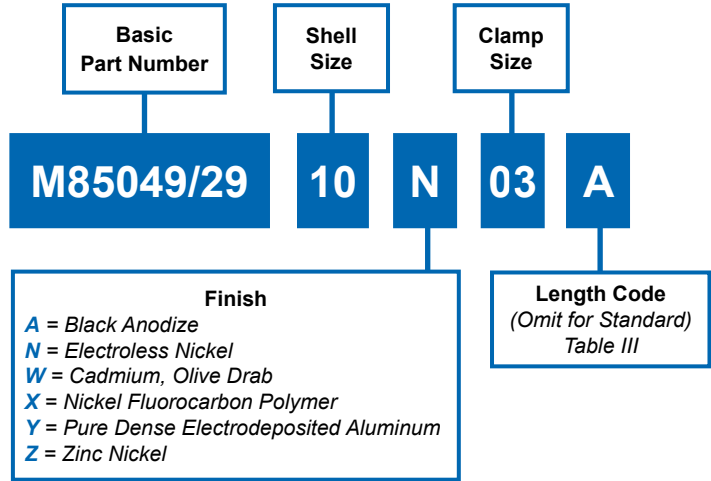 Basic
Part Number
Shell
Size
Clamp
Size
M85049/29 10 N 03 A
Finish
A = Black Anodize
N = Electroless Nickel
W = Cadmium, Olive Drab
X = Nickel Fluorocarbon Polymer
Y = Pure Dense Electrodeposited Aluminum
Z = Zinc Nickel
Length Code
(Omit for Standard)
Table III